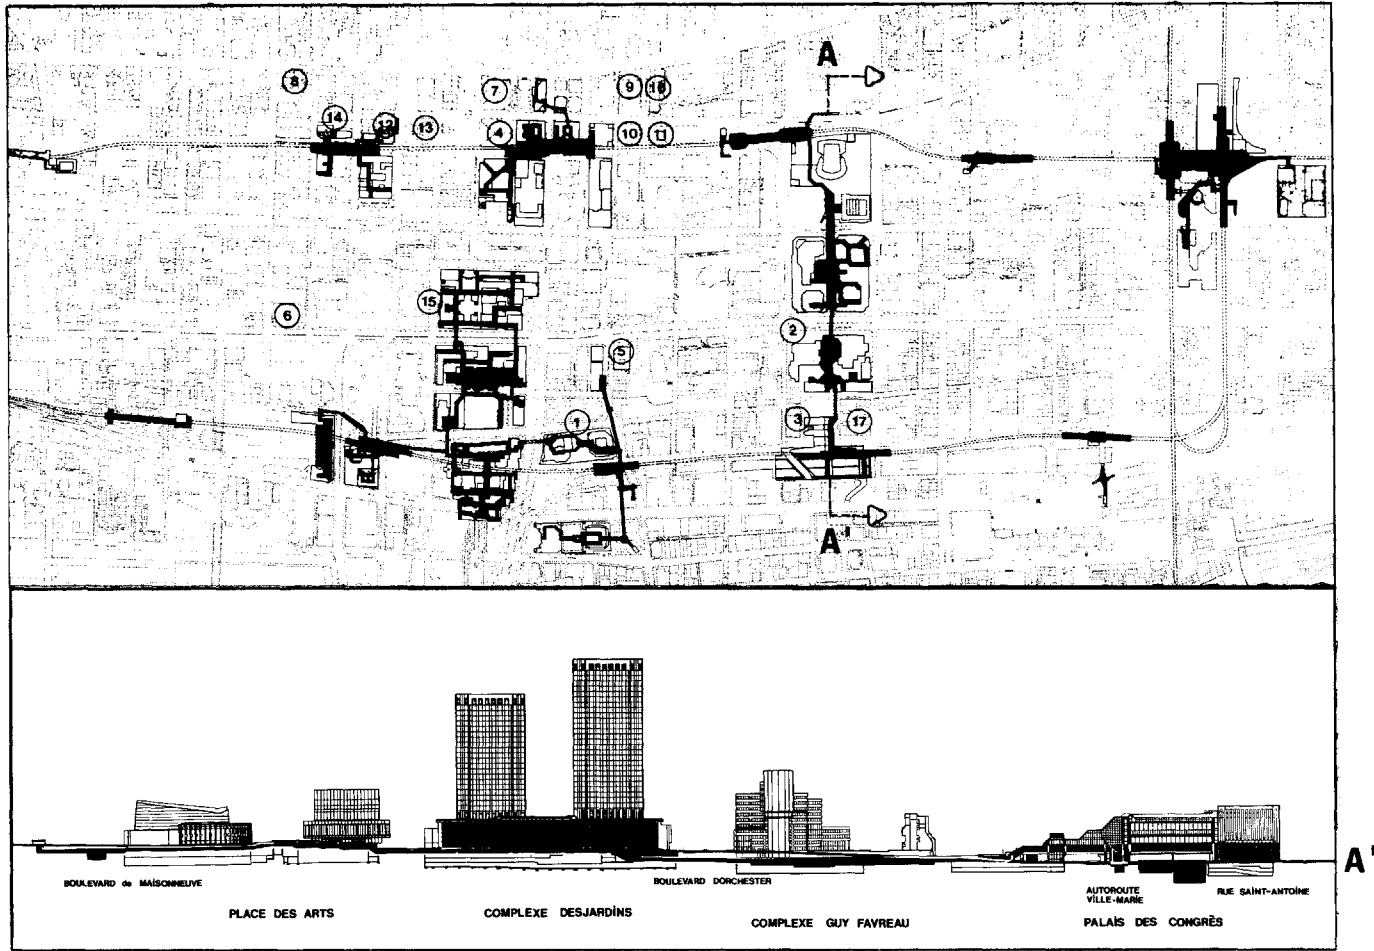 A
8
7
9 16
14
12 13
4
10 11
15
6
2
5
1
3 17
A'
A'
BOULEVARD de MAISONNEUVE
BOULEVARD DORCHESTER
AUTOROUTE
VILLE-MARIE
RUE SAINT-ANTOINE
PLACE DES ARTS
COMPLEXE DESJARDINS
COMPLEXE GUY FAVREAU
PALAIS DES CONGRÈS